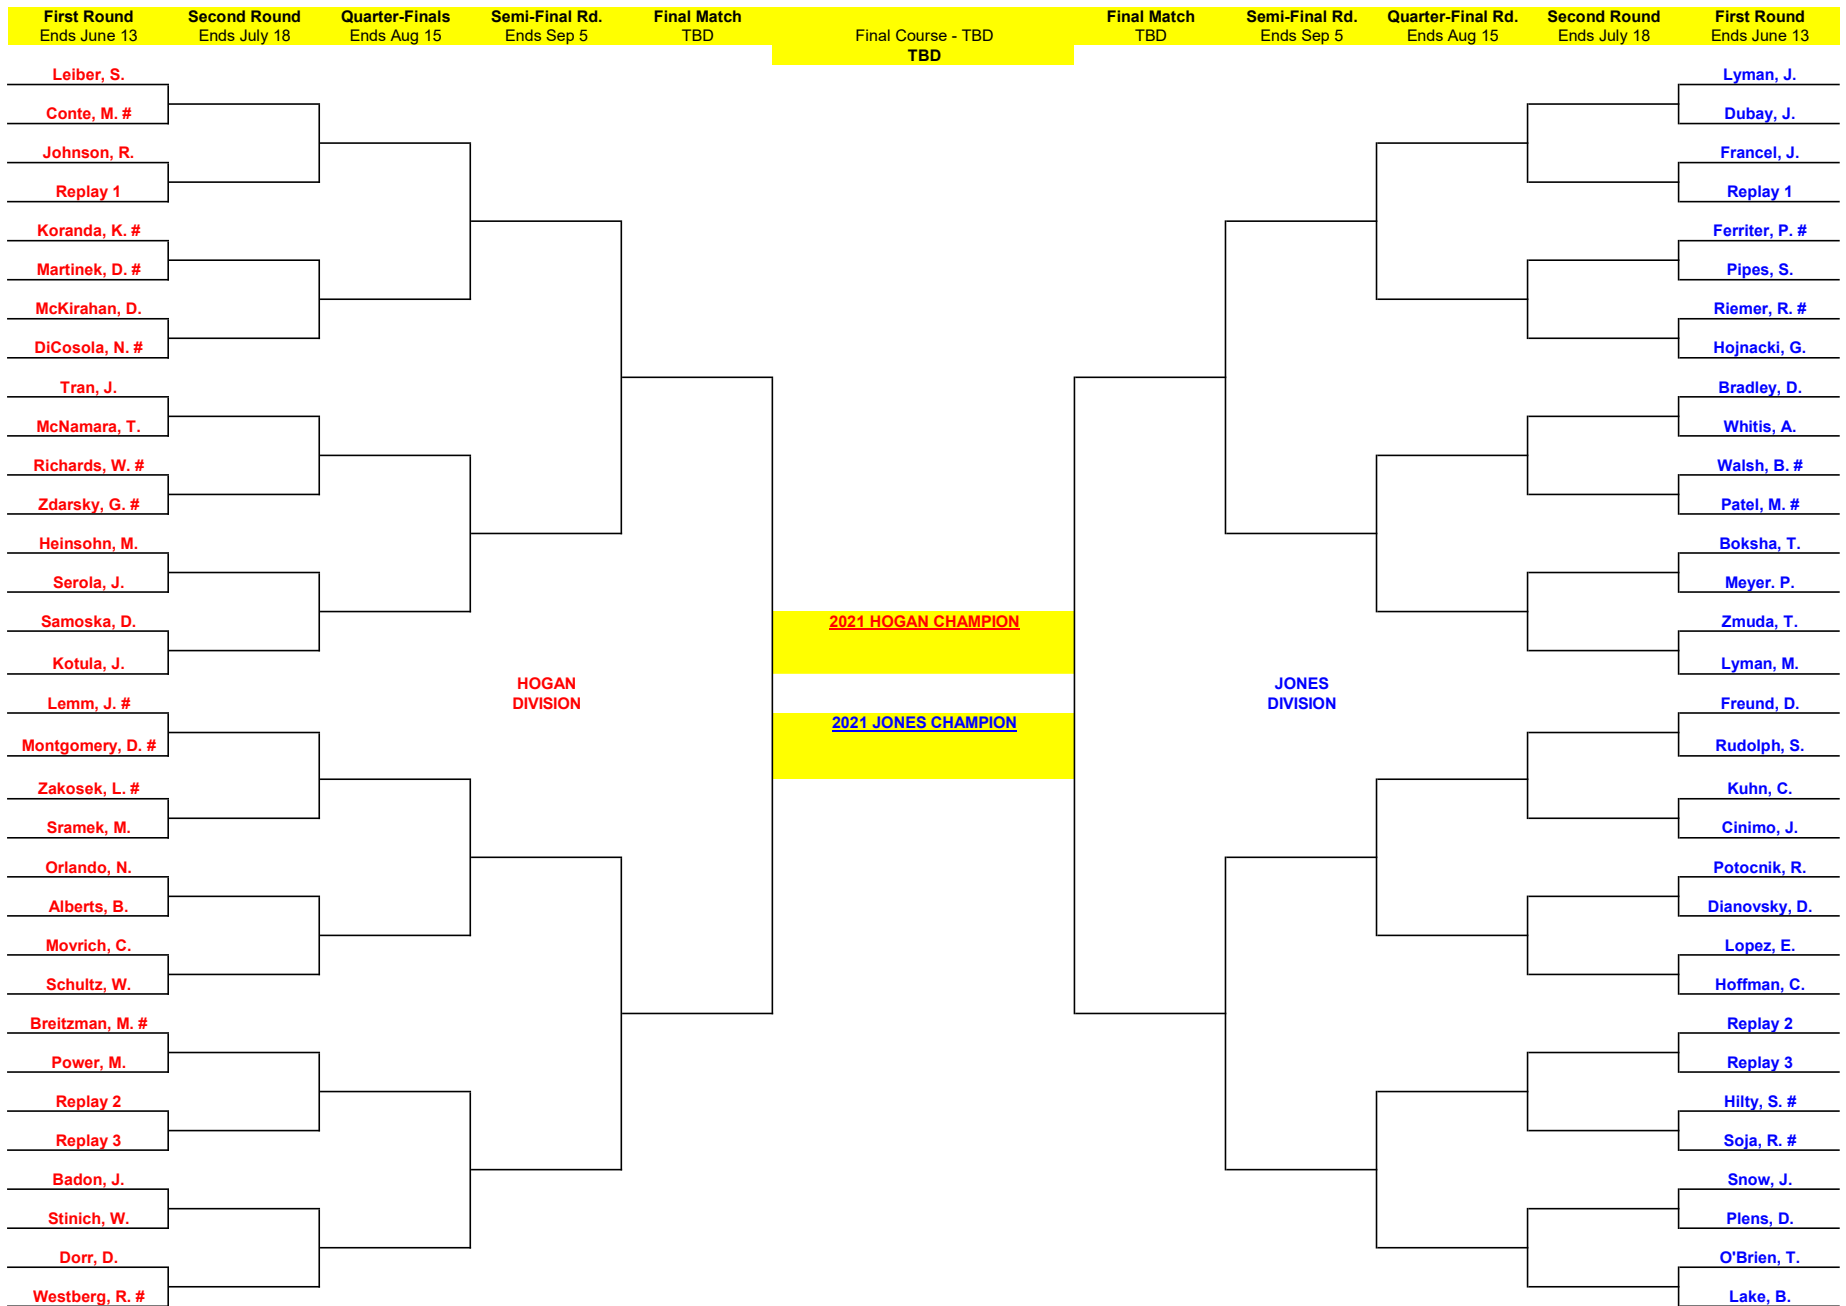 First Round Second Round Quarter-Finals Semi-Final Rd. Final Match Final Match Semi-Final Rd. Quarter-Final Rd. Second Round First Round
Ends June 13 Ends July 18 Ends Aug 15 Ends Sep 5 TBD Final Course - TBD TBD Ends Sep 5 Ends Aug 15 Ends July 18 Ends June 13
TBD
Leiber, S. Lyman, J.
Conte, M. # Dubay, J.
Johnson, R. Francel, J.
Replay 1 Replay 1
Koranda, K. # Ferriter, P. #
Martinek, D. # Pipes, S.
McKirahan, D. Riemer, R. #
DiCosola, N. # Hojnacki, G.
Tran, J. Bradley, D.
McNamara, T. Whitis, A.
Richards, W. # Walsh, B. #
Zdarsky, G. # Patel, M. #
Heinsohn, M. Boksha, T.
Serola, J. Meyer. P.
Samoska, D. 2021 HOGAN CHAMPION Zmuda, T.
Kotula, J. Lyman, M.
HOGAN JONES
DIVISION DIVISION
Lemm, J. # Freund, D.
2021 JONES CHAMPION
Montgomery, D. # Rudolph, S.
Zakosek, L. # Kuhn, C.
Sramek, M. Cinimo, J.
Orlando, N. Potocnik, R.
Alberts, B. Dianovsky, D.
Movrich, C. Lopez, E.
Schultz, W. Hoffman, C.
Breitzman, M. # Replay 2
Power, M. Replay 3
Replay 2 Hilty, S. #
Replay 3 Soja, R. #
Badon, J. Snow, J.
Stinich, W. Plens, D.
Dorr, D. O'Brien, T.
Westberg, R. # Lake, B.